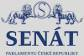 SENÁT
PARLAMENTU ČESKÉ REPUBLIKY